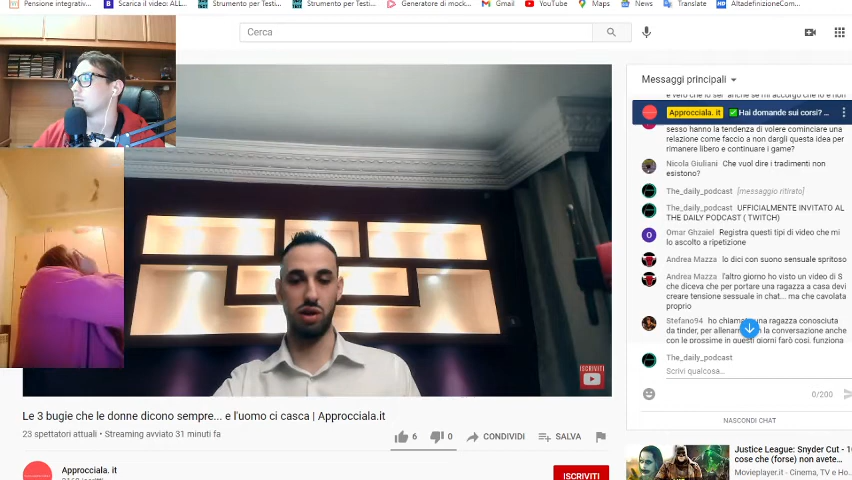 Pensione integrativ...
Slick video: ALL...
Strumento per Testi...
Strumento per Testi...
Generatore di mock...
Gmail
YouTube
Maps
News
Translate
AltadefinizioneCom...
Cerca
Messaggi principali
Approcciala. it ✅ Hai domande sui corsi? ...
sesso hanno la tendenza di volere cominciare una
relazione come faccio a non dargli questa idea per
rimanere libero e continuare i game?
Nicola Giuliani Che vuol dire i tradimenti non
esistono?
The_daily_podcast [messaggio ritirato]
The_daily_podcast UFFICIALMENTE INVITATO AL
THE DAILY PODCAST ( TWITCH)
Omar Ghzaiel Registra questi tipi di video che mi
lo ascolto a ripetizione
Andrea Mazza lo dici con suono sensuale spritoso
Andrea Mazza l'altro giorno ho visto un video di S
che diceva che per portare una ragazza a casa devi
creare tensione sessuale in chat... ma che cavolata
proprio
Stefano94 ho una ragazza conosciuta
da tinder, per la conversazione anche
con le prossime in questi giorni farò così. funziona
The_daily_podcast
Scrivi qualcosa...
0/200
NASCONDI CHAT
ISCRIVITI
Le 3 bugie che le donne dicono sempre... e l'uomo ci casca | Approcciala.it
23 spettatori attuali • Streaming avviato 31 minuti fa
6
0
CONDIVIDI
SALVA
Approcciala. it
ISCRIVITI
Justice League: Snyder Cut - 10
cose che (forse) non avete...
Movieplayer.it - Cinema, TV e Ho...